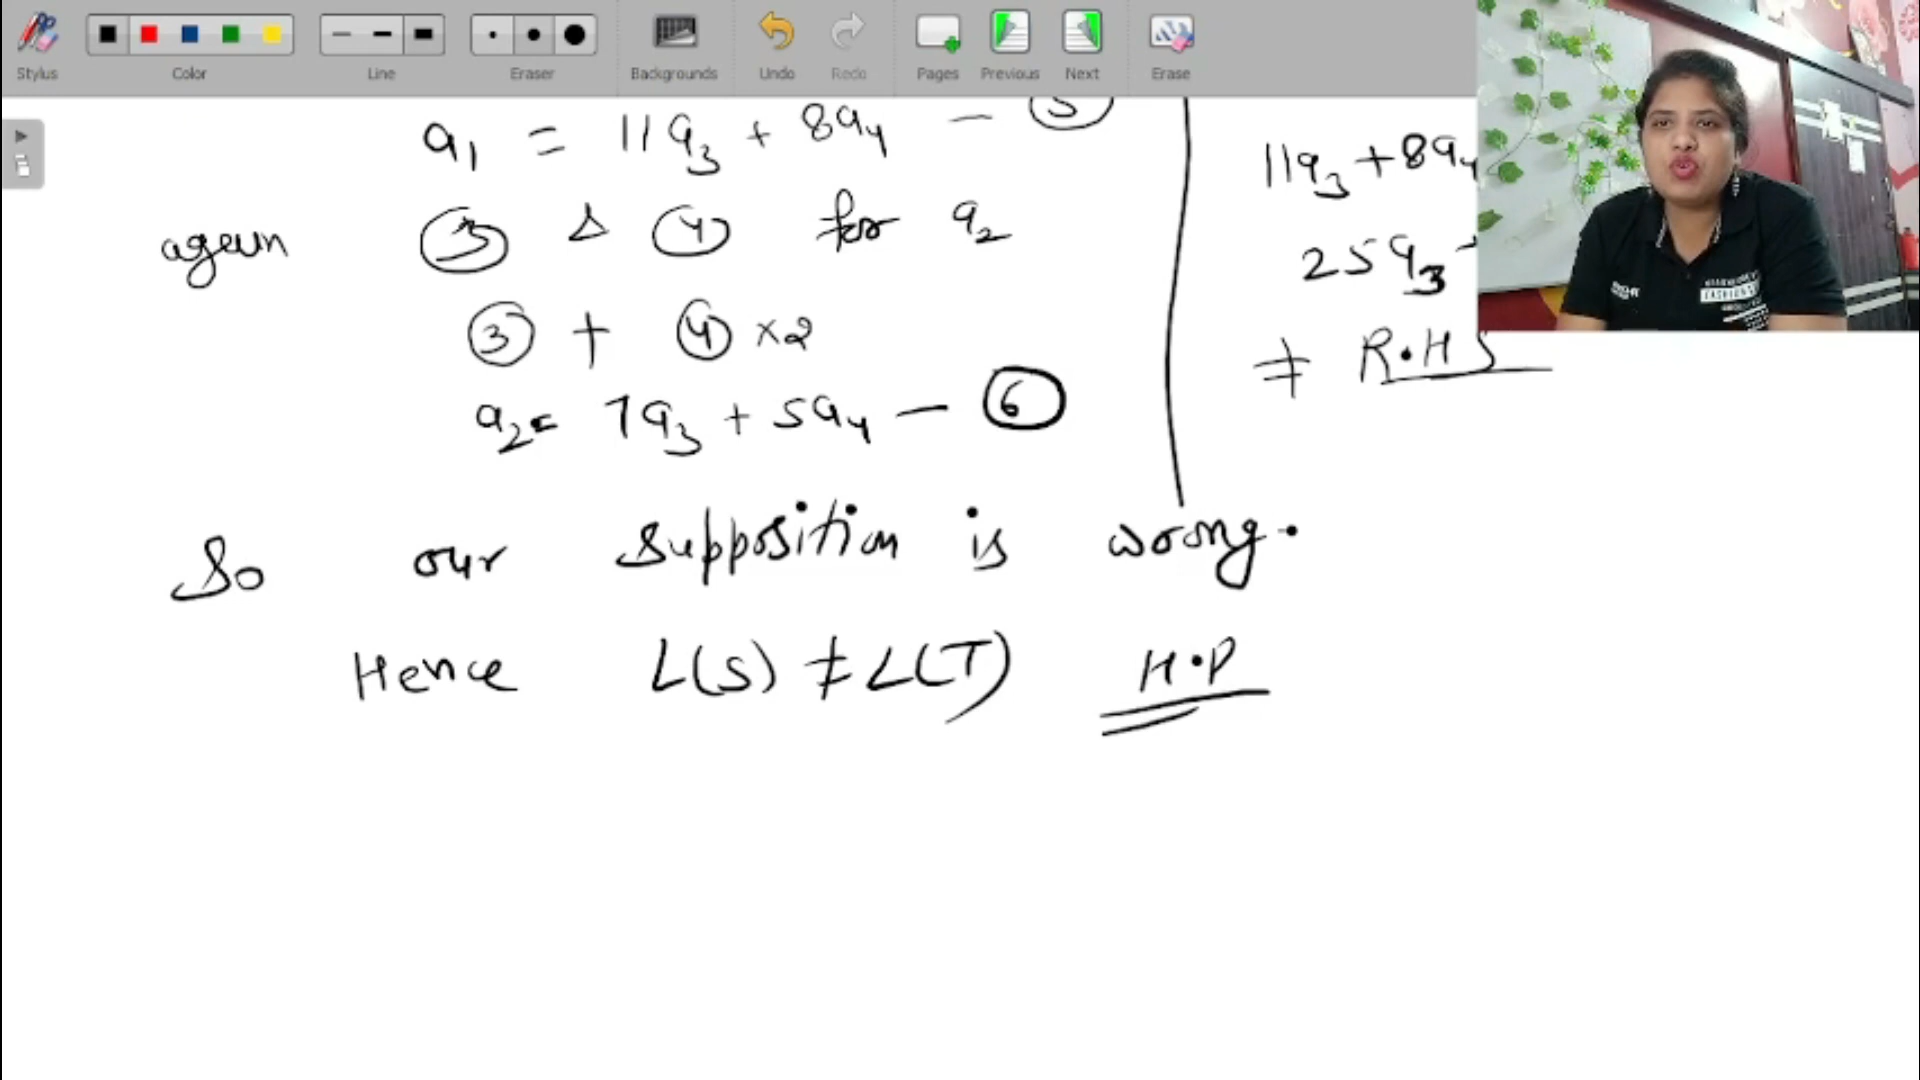 Stylus Color Line Eraser Backgrounds Undo Redo Pages Previous Next Erase
a₁ = 11a₃ + 8a₄ — ⑤
again ③ & ④ for a₂
③ + ④ ×2
a₂= 7a₃ + 5a₄ — ⑥
11a₃ + 8a₄
25a₃
≠ R.H.S
So our supposition is wrong.
Hence L(S) ≠ L(T) H.P
FASHION